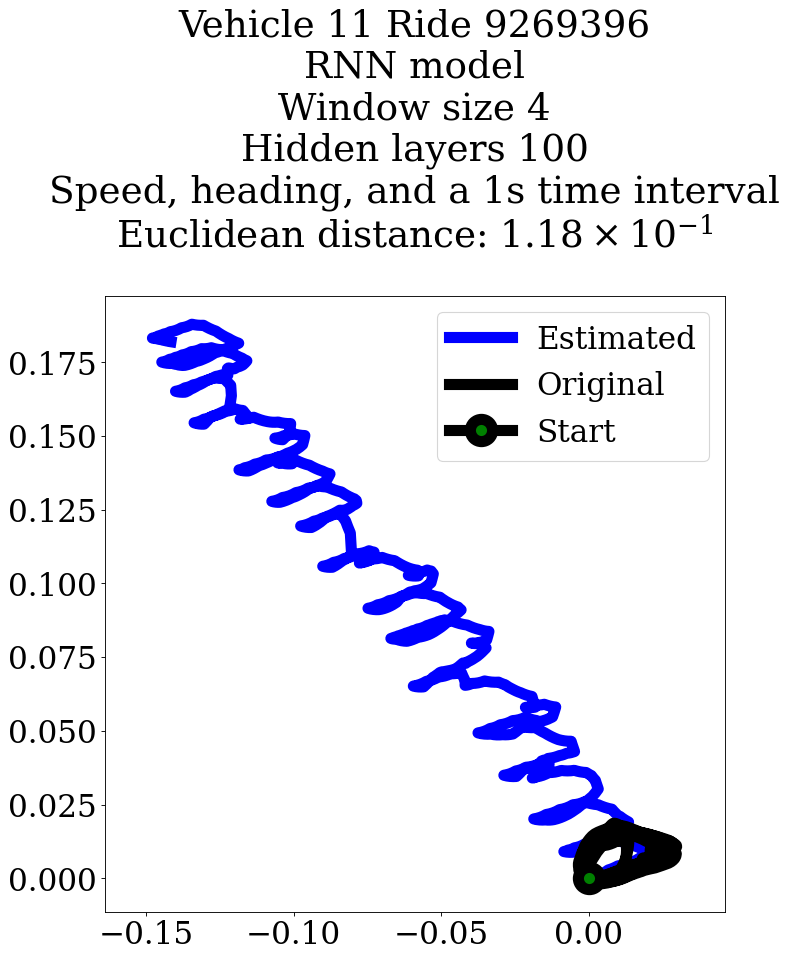 Vehicle 11 Ride 9269396
RNN model
Window size 4
Hidden layers 100
Speed, heading, and a 1s time interval
Euclidean distance: 1.18 × 10⁻¹
Estimated
Original
Start
0.175
0.150
0.125
0.100
0.075
0.050
0.025
0.000
−0.15 −0.10 −0.05 0.00